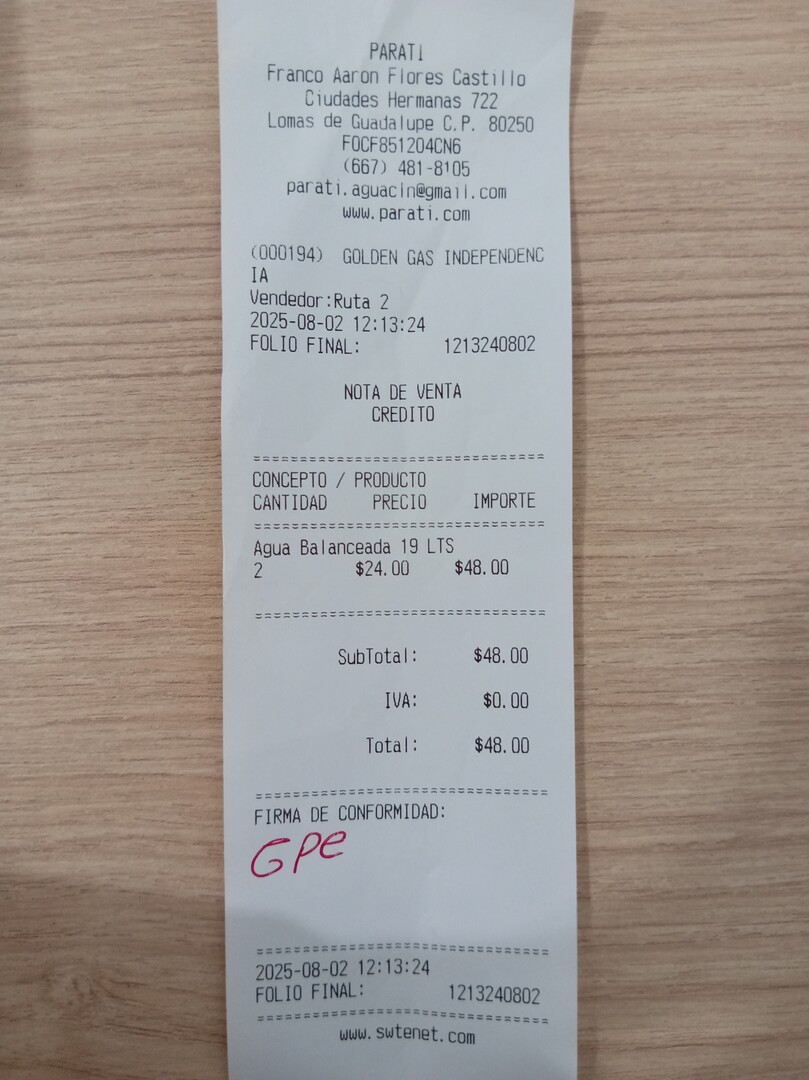 PARATI
Franco Aaron Flores Castillo
Ciudades Hermanas 722
Lomas de Guadalupe C.P. 80250
FOCF851204CN6
(667) 481-8105
parati.aguacln@gmail.com
www.parati.com
(000194) GOLDEN GAS INDEPENDENC
IA
Vendedor:Ruta 2
2025-08-02 12:13:24
FOLIO FINAL: 1213240802
NOTA DE VENTA
CREDITO
================================
CONCEPTO / PRODUCTO
CANTIDAD PRECIO IMPORTE
================================
Agua Balanceada 19 LTS
2 $24.00 $48.00
================================
SubTotal: $48.00
IVA: $0.00
Total: $48.00
================================
FIRMA DE CONFORMIDAD:
GPe
================================
2025-08-02 12:13:24
FOLIO FINAL: 1213240802
================================
www.swtenet.com